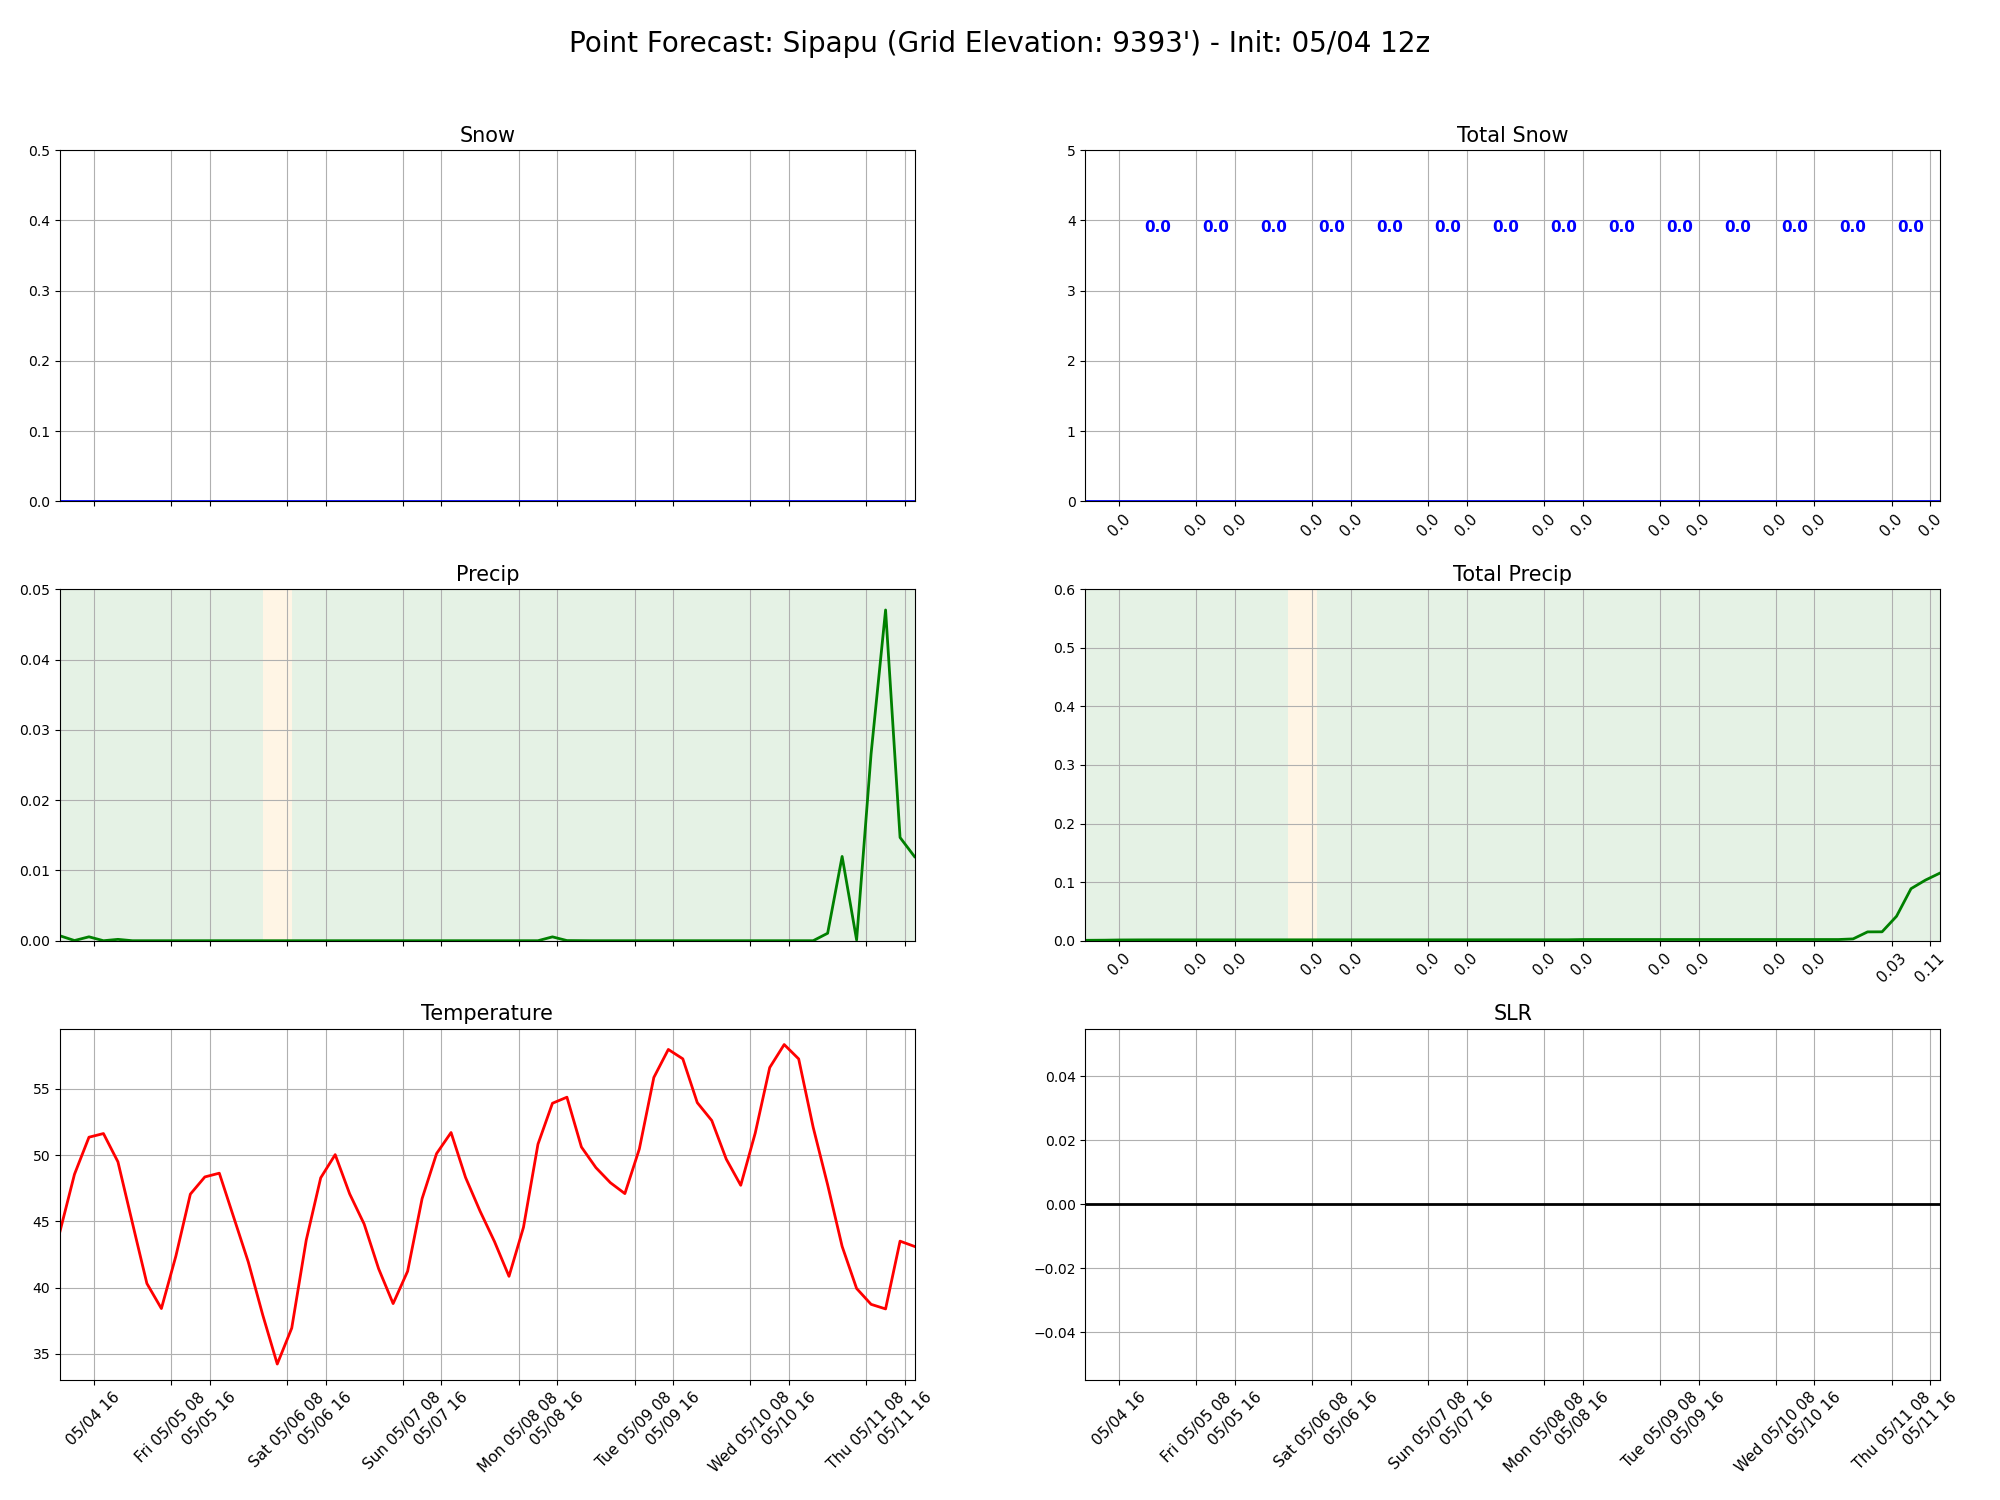 Point Forecast: Sipapu (Grid Elevation: 9393') - Init: 05/04 12z
Snow
0.5
0.4
0.3
0.2
0.1
0.0
Total Snow
5
4
3
2
1
0
0.0 0.0 0.0 0.0 0.0 0.0 0.0 0.0 0.0 0.0 0.0 0.0 0.0 0.0
0.0 0.0 0.0 0.0 0.0 0.0 0.0 0.0 0.0 0.0 0.0 0.0 0.0 0.0 0.0
Precip
0.05
0.04
0.03
0.02
0.01
0.00
Total Precip
0.6
0.5
0.4
0.3
0.2
0.1
0.0
0.0 0.0 0.0 0.0 0.0 0.0 0.0 0.0 0.0 0.0 0.0 0.0 0.0 0.03 0.11
Temperature
55
50
45
40
35
05/04 16
Fri 05/05 08
05/05 16
Sat 05/06 08
05/06 16
Sun 05/07 08
05/07 16
Mon 05/08 08
05/08 16
Tue 05/09 08
05/09 16
Wed 05/10 08
05/10 16
Thu 05/11 08
05/11 16
SLR
0.04
0.02
0.00
−0.02
−0.04
05/04 16
Fri 05/05 08
05/05 16
Sat 05/06 08
05/06 16
Sun 05/07 08
05/07 16
Mon 05/08 08
05/08 16
Tue 05/09 08
05/09 16
Wed 05/10 08
05/10 16
Thu 05/11 08
05/11 16